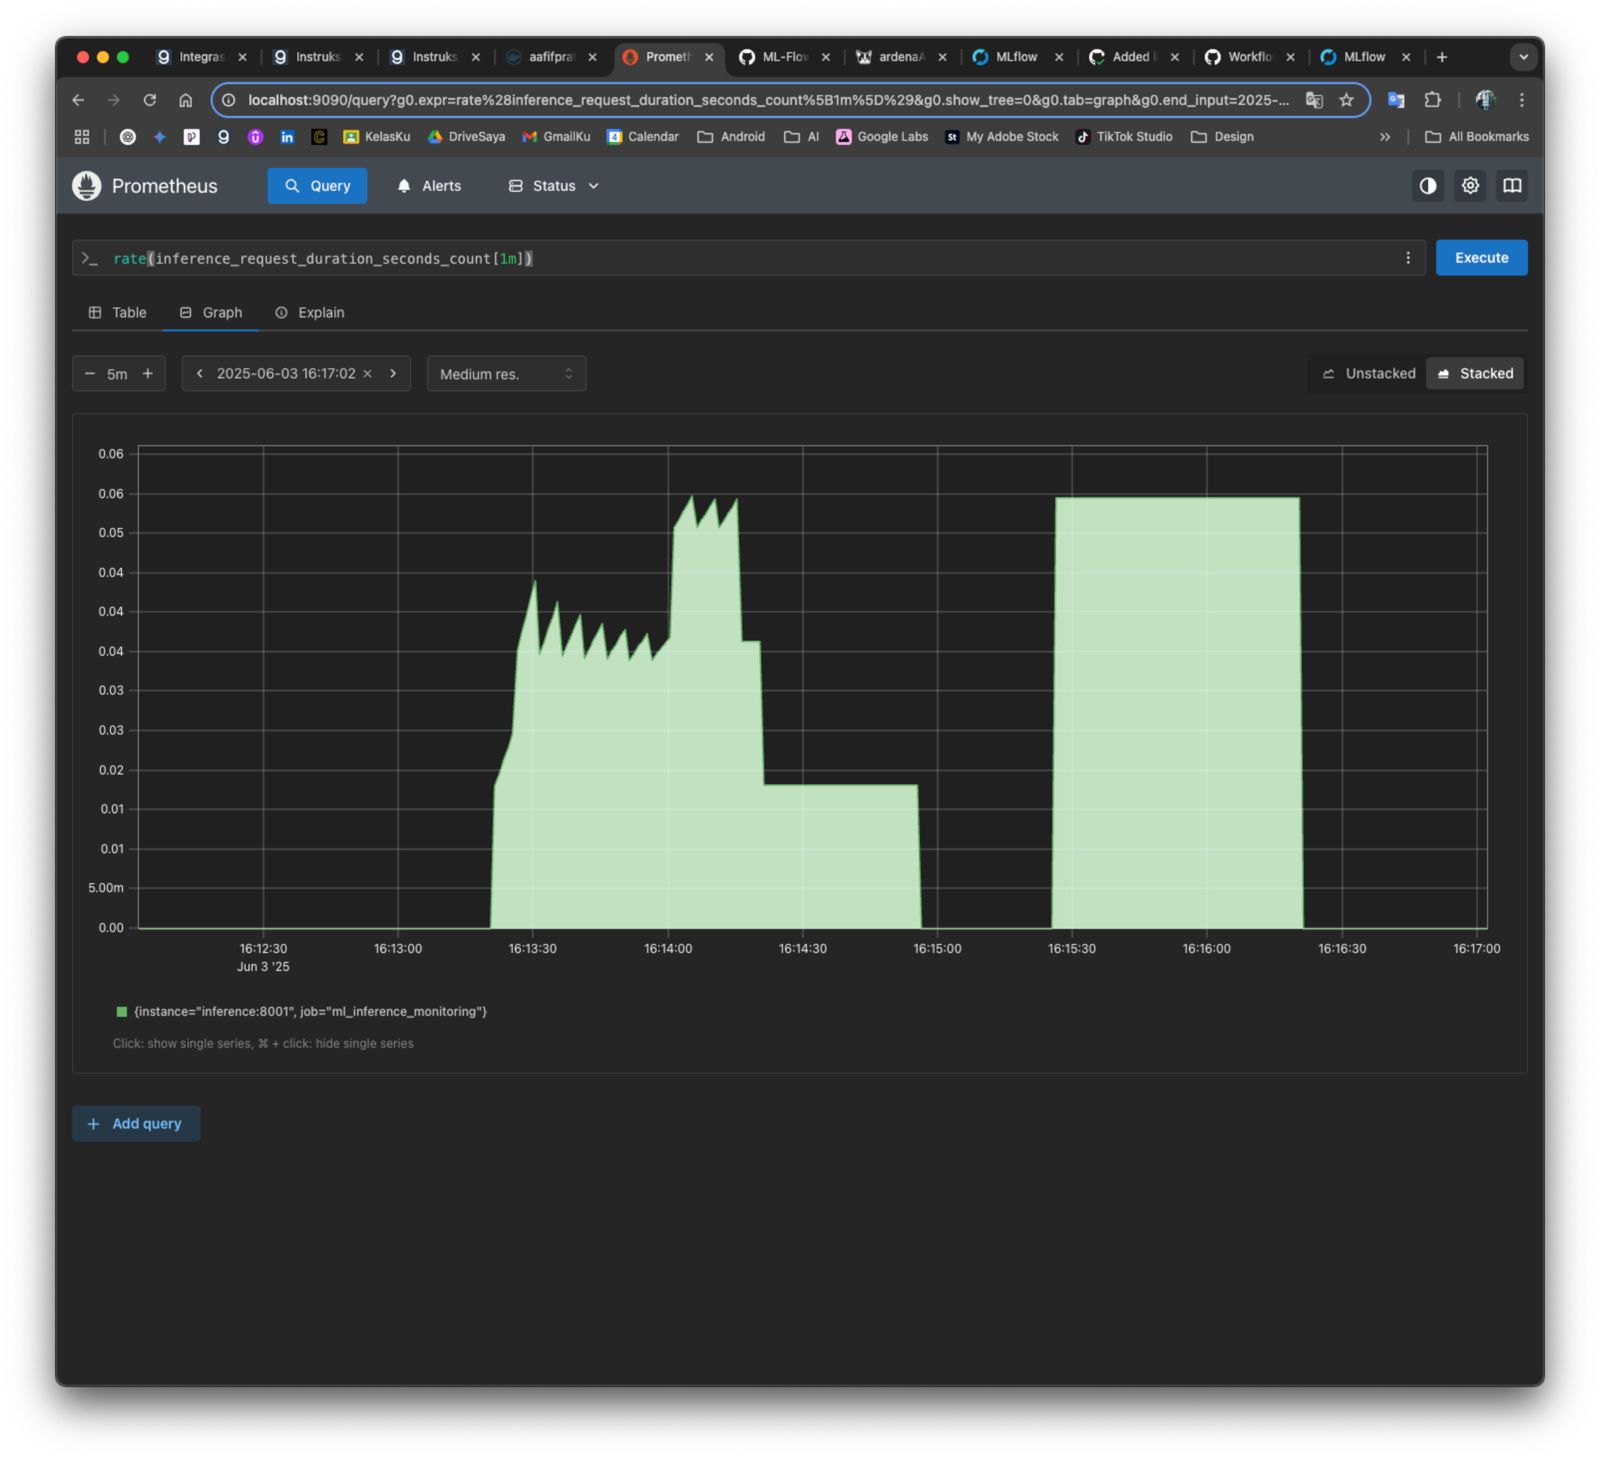 Integras
Instruks
Instruks
aafifprat
Prometh
ML-Flow
ardenaA
MLflow
Added l
Workflo
MLflow
localhost:9090/query?g0.expr=rate%28inference_request_duration_seconds_count%5B1m%5D%29&g0.show_tree=0&g0.tab=graph&g0.end_input=2025-...
KelasKu DriveSaya GmailKu Calendar Android AI Google Labs My Adobe Stock TikTok Studio Design » All Bookmarks
Prometheus Query Alerts Status
>_ rate(inference_request_duration_seconds_count[1m]) Execute
Table Graph Explain
− 5m + < 2025-06-03 16:17:02 × > Medium res. Unstacked Stacked
0.06
0.06
0.05
0.04
0.04
0.04
0.03
0.03
0.02
0.01
0.01
5.00m
0.00
16:12:30 16:13:00 16:13:30 16:14:00 16:14:30 16:15:00 16:15:30 16:16:00 16:16:30 16:17:00
Jun 3 '25
{instance="inference:8001", job="ml_inference_monitoring"}
Click: show single series, ⌘ + click: hide single series
+ Add query